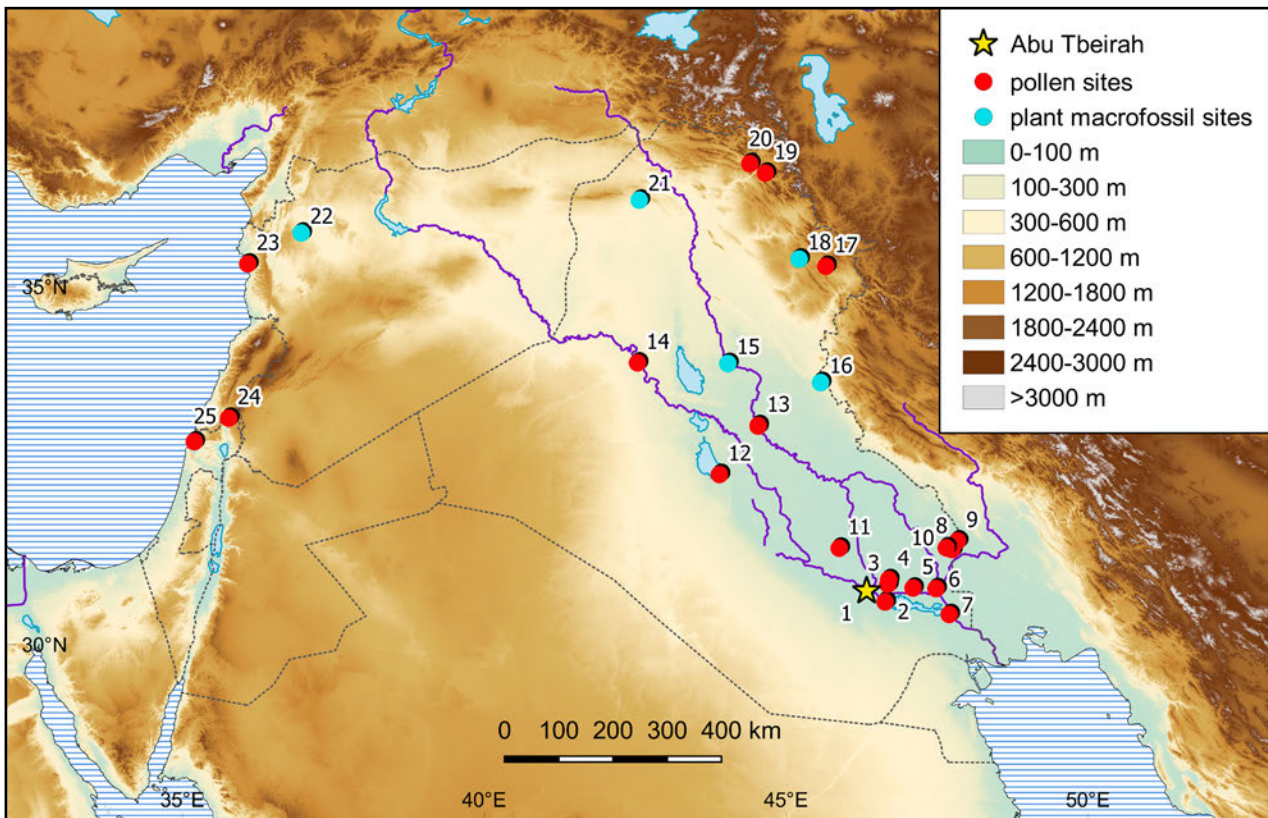 Abu Tbeirah
pollen sites
plant macrofossil sites
0-100 m
100-300 m
300-600 m
600-1200 m
1200-1800 m
1800-2400 m
2400-3000 m
>3000 m
20
19
21
22
23
18 17
35°N
14
15
16
24
25
13
12
11
8
9
10
3
4
5
6
1
2
7
30°N
0 100 200 300 400 km
35°E
40°E
45°E
50°E